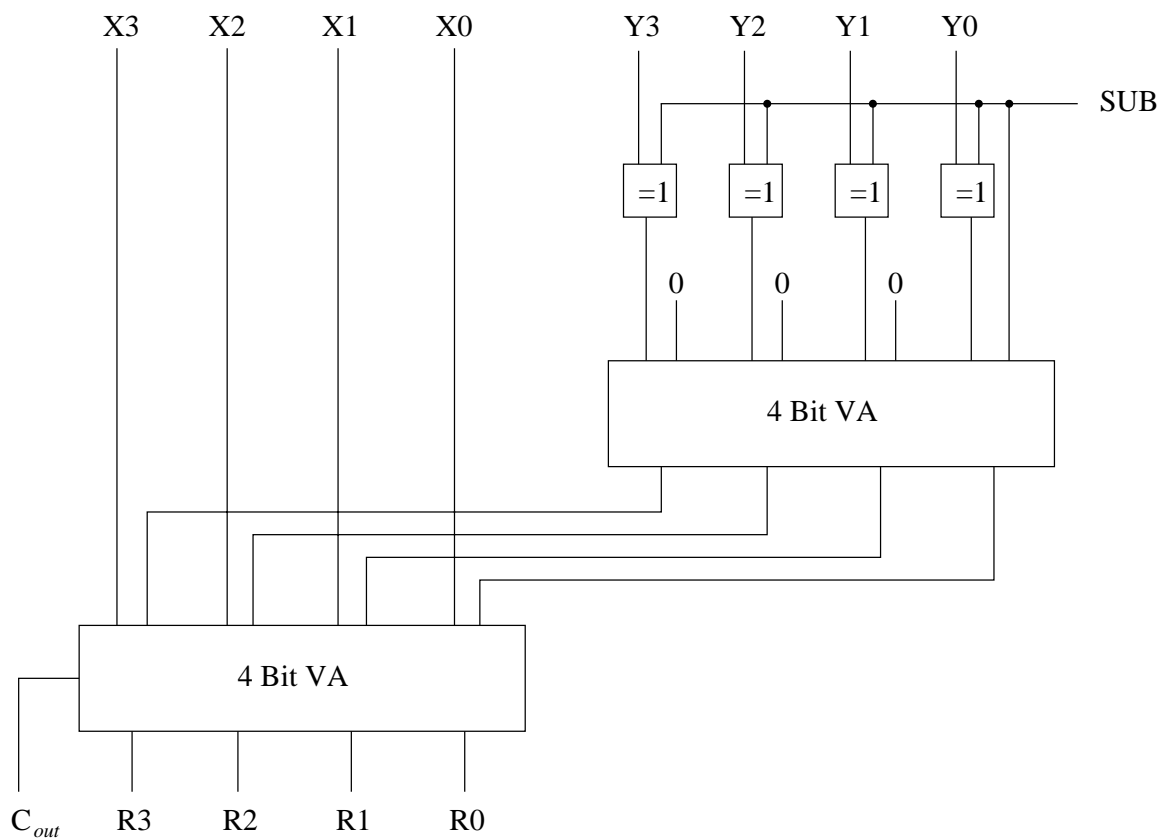 X3 X2 X1 X0 Y3 Y2 Y1 Y0
SUB
=1 =1 =1 =1
0 0 0
4 Bit VA
4 Bit VA
Cout R3 R2 R1 R0